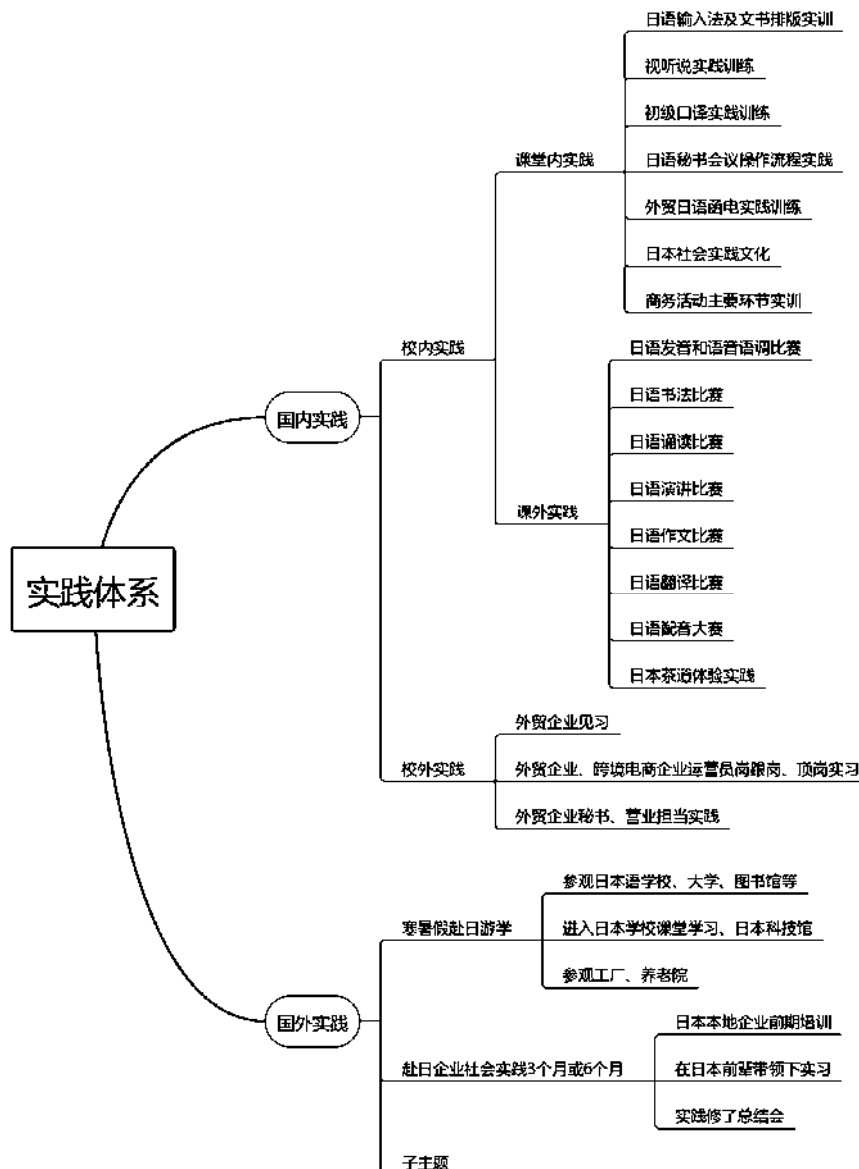 实践体系
国内实践
校内实践
课堂内实践
日语输入法及文书排版实训
视听说实践训练
初级口译实践训练
日语秘书会议操作流程实践
外贸日语函电实践训练
日本社会实践文化
商务活动主要环节实训
课外实践
日语发音和语音语调比赛
日语书法比赛
日语诵读比赛
日语演讲比赛
日语作文比赛
日语翻译比赛
日语配音大赛
日本茶道体验实践
校外实践
外贸企业见习
外贸企业、跨境电商企业运营员岗跟岗、顶岗实习
外贸企业秘书、营业担当实践
国外实践
寒暑假赴日游学
参观日本语学校、大学、图书馆等
进入日本学校课堂学习、日本科技馆
参观工厂、养老院
赴日企业社会实践3个月或6个月
日本本地企业前期培训
在日本前辈带领下实习
实践修了总结会
子主题